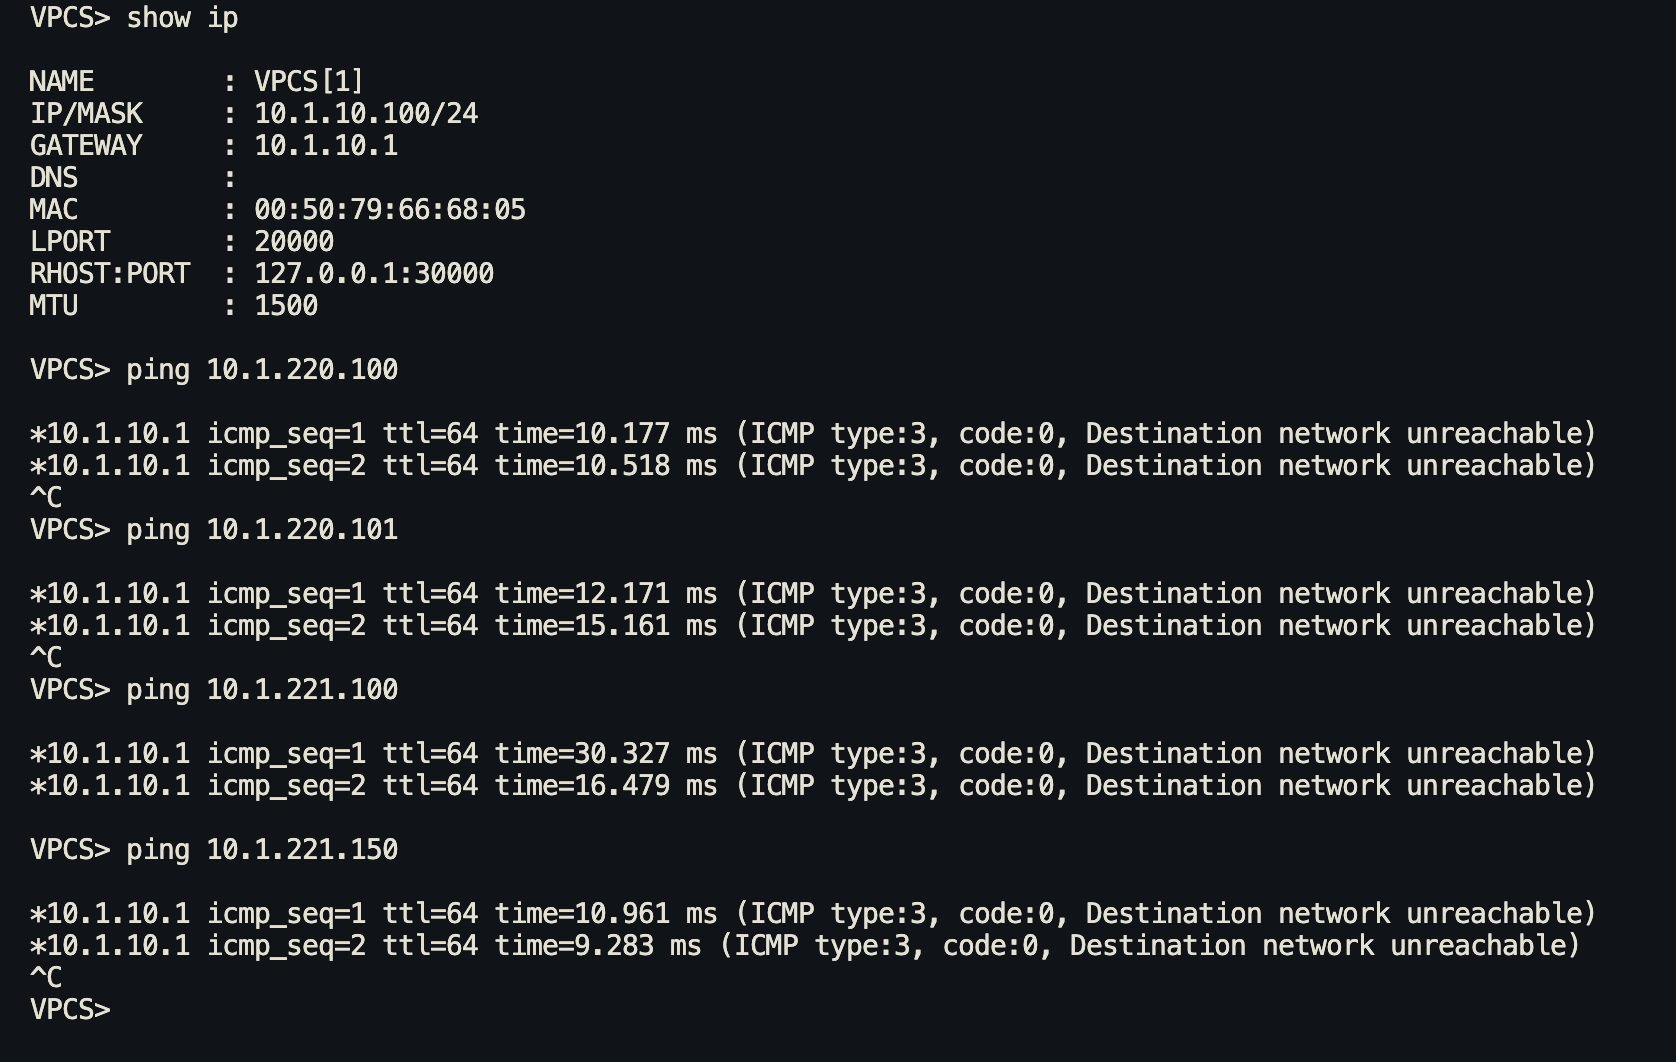 VPCS> show ip
NAME        : VPCS[1]
IP/MASK     : 10.1.10.100/24
GATEWAY     : 10.1.10.1
DNS         :
MAC         : 00:50:79:66:68:05
LPORT       : 20000
RHOST:PORT  : 127.0.0.1:30000
MTU         : 1500
VPCS> ping 10.1.220.100
*10.1.10.1 icmp_seq=1 ttl=64 time=10.177 ms (ICMP type:3, code:0, Destination network unreachable)
*10.1.10.1 icmp_seq=2 ttl=64 time=10.518 ms (ICMP type:3, code:0, Destination network unreachable)
^C
VPCS> ping 10.1.220.101
*10.1.10.1 icmp_seq=1 ttl=64 time=12.171 ms (ICMP type:3, code:0, Destination network unreachable)
*10.1.10.1 icmp_seq=2 ttl=64 time=15.161 ms (ICMP type:3, code:0, Destination network unreachable)
^C
VPCS> ping 10.1.221.100
*10.1.10.1 icmp_seq=1 ttl=64 time=30.327 ms (ICMP type:3, code:0, Destination network unreachable)
*10.1.10.1 icmp_seq=2 ttl=64 time=16.479 ms (ICMP type:3, code:0, Destination network unreachable)
VPCS> ping 10.1.221.150
*10.1.10.1 icmp_seq=1 ttl=64 time=10.961 ms (ICMP type:3, code:0, Destination network unreachable)
*10.1.10.1 icmp_seq=2 ttl=64 time=9.283 ms (ICMP type:3, code:0, Destination network unreachable)
^C
VPCS>